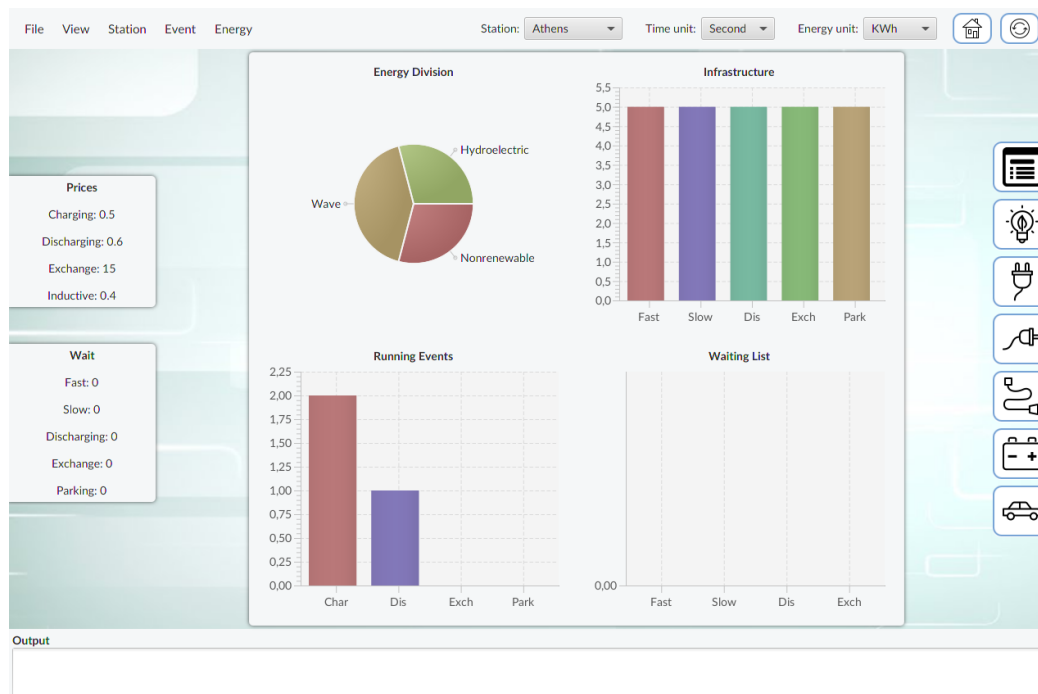 File View Station Event Energy Station: Athens Time unit: Second Energy unit: KWh
Prices
Charging: 0.5
Discharging: 0.6
Exchange: 15
Inductive: 0.4
Wait
Fast: 0
Slow: 0
Discharging: 0
Exchange: 0
Parking: 0
Energy Division
Hydroelectric
Wave
Nonrenewable
Infrastructure
5,5
5,0
4,5
4,0
3,5
3,0
2,5
2,0
1,5
1,0
0,5
0,0
Fast Slow Dis Exch Park
Running Events
2,25
2,00
1,75
1,50
1,25
1,00
0,75
0,50
0,25
0,00
Char Dis Exch Park
Waiting List
0,00
Fast Slow Dis Exch
Output